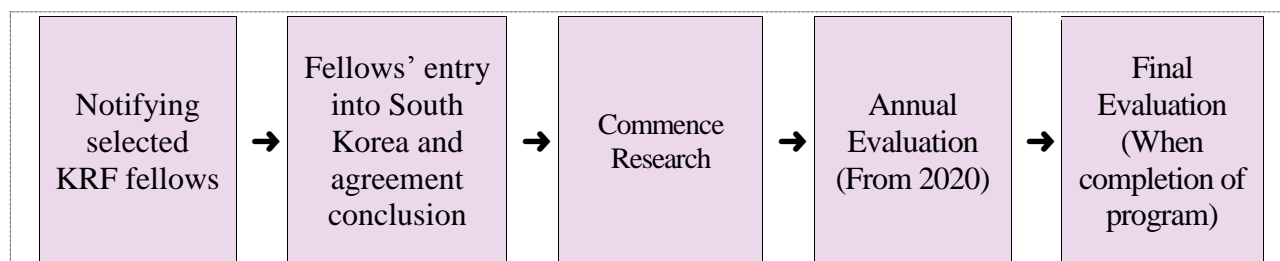 Notifying
selected
KRF fellows
➜
Fellows’ entry
into South
Korea and
agreement
conclusion
➜
Commence
Research
➜
Annual
Evaluation
(From 2020)
➜
Final
Evaluation
(When
completion of
program)